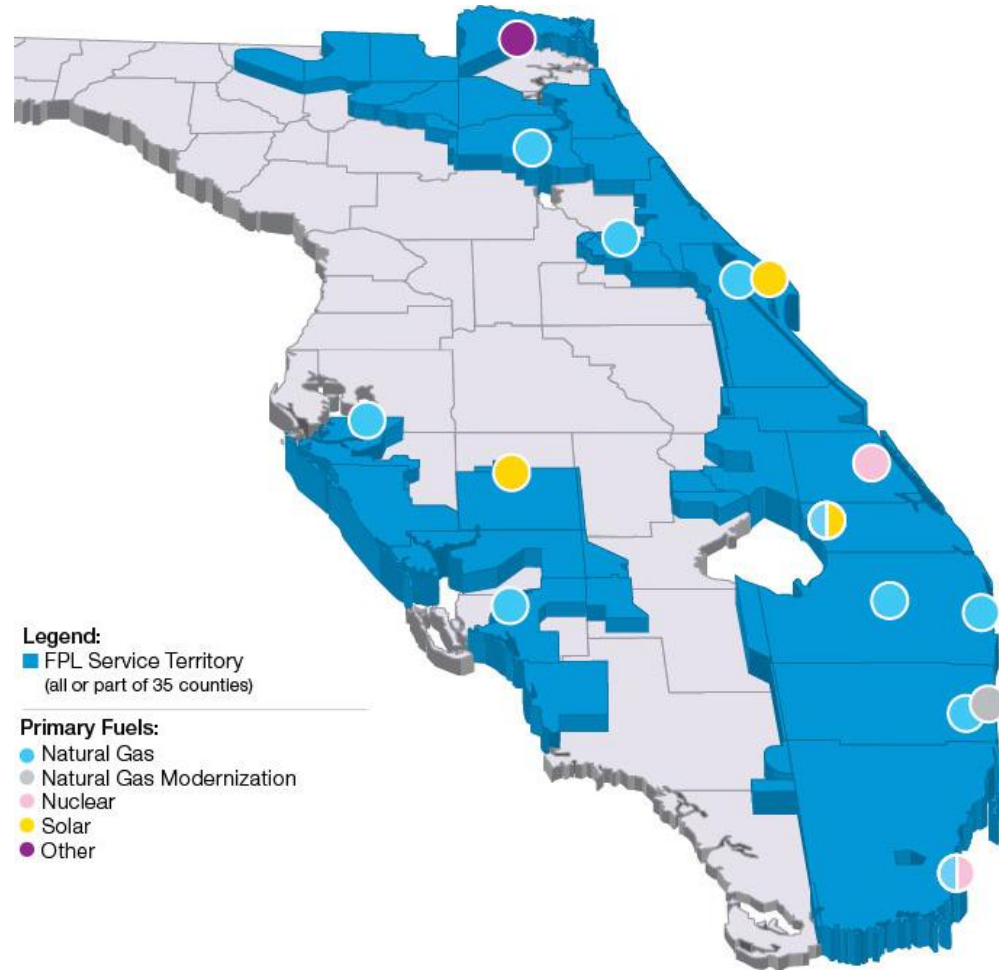 Legend:
FPL Service Territory
(all or part of 35 counties)
Primary Fuels:
Natural Gas
Natural Gas Modernization
Nuclear
Solar
Other